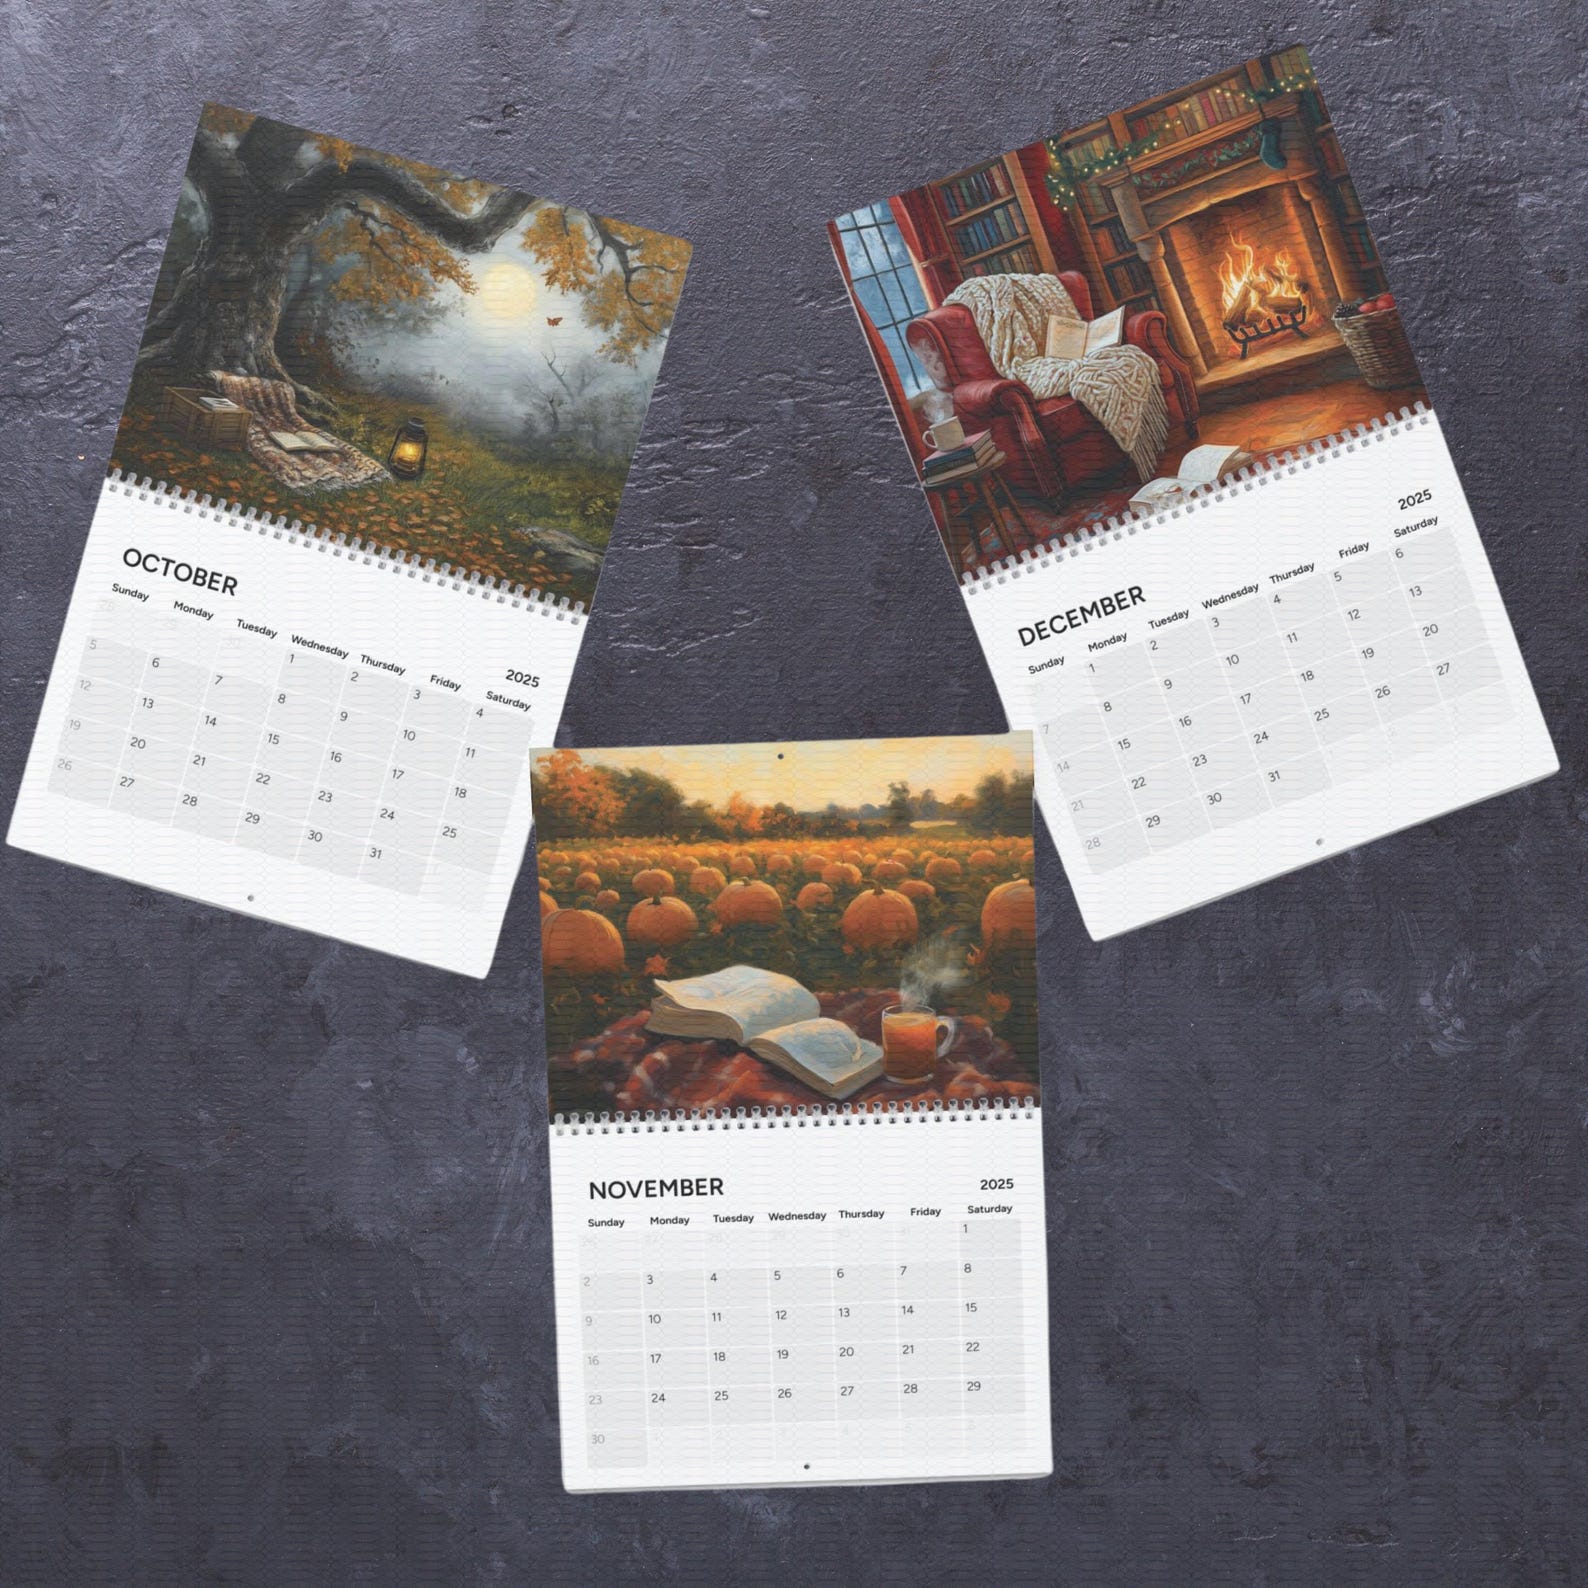 OCTOBER
2025
Sunday Monday Tuesday Wednesday Thursday Friday Saturday
1 2 3 4
5 6 7 8 9 10 11
12 13 14 15 16 17 18
19 20 21 22 23 24 25
26 27 28 29 30 31
DECEMBER
2025
Sunday Monday Tuesday Wednesday Thursday Friday Saturday
1 2 3 4 5 6
7 8 9 10 11 12 13
14 15 16 17 18 19 20
21 22 23 24 25 26 27
28 29 30 31
NOVEMBER 2025
Sunday Monday Tuesday Wednesday Thursday Friday Saturday
1
2 3 4 5 6 7 8
9 10 11 12 13 14 15
16 17 18 19 20 21 22
23 24 25 26 27 28 29
30